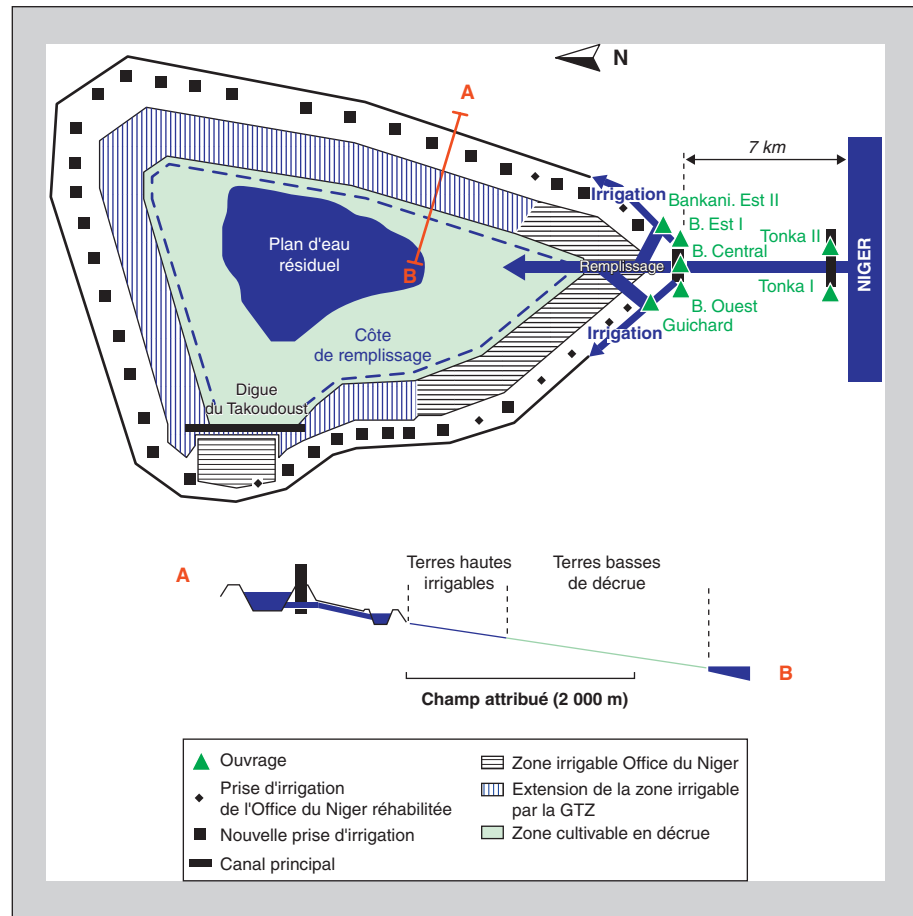 N
A
7 km
Irrigation
Bankani. Est II
B. Est I
Tonka II
Plan d'eau
résiduel
B. Central
B
Remplissage
NIGER
Tonka I
B. Ouest
Guichard
Irrigation
Côte
de remplissage
Digue
du Takoudoust
Terres hautes
irrigables
Terres basses
de décrue
A
B
Champ attribué (2 000 m)
Ouvrage
Prise d'irrigation
de l'Office du Niger réhabilitée
Nouvelle prise d'irrigation
Canal principal
Zone irrigable Office du Niger
Extension de la zone irrigable
par la GTZ
Zone cultivable en décrue